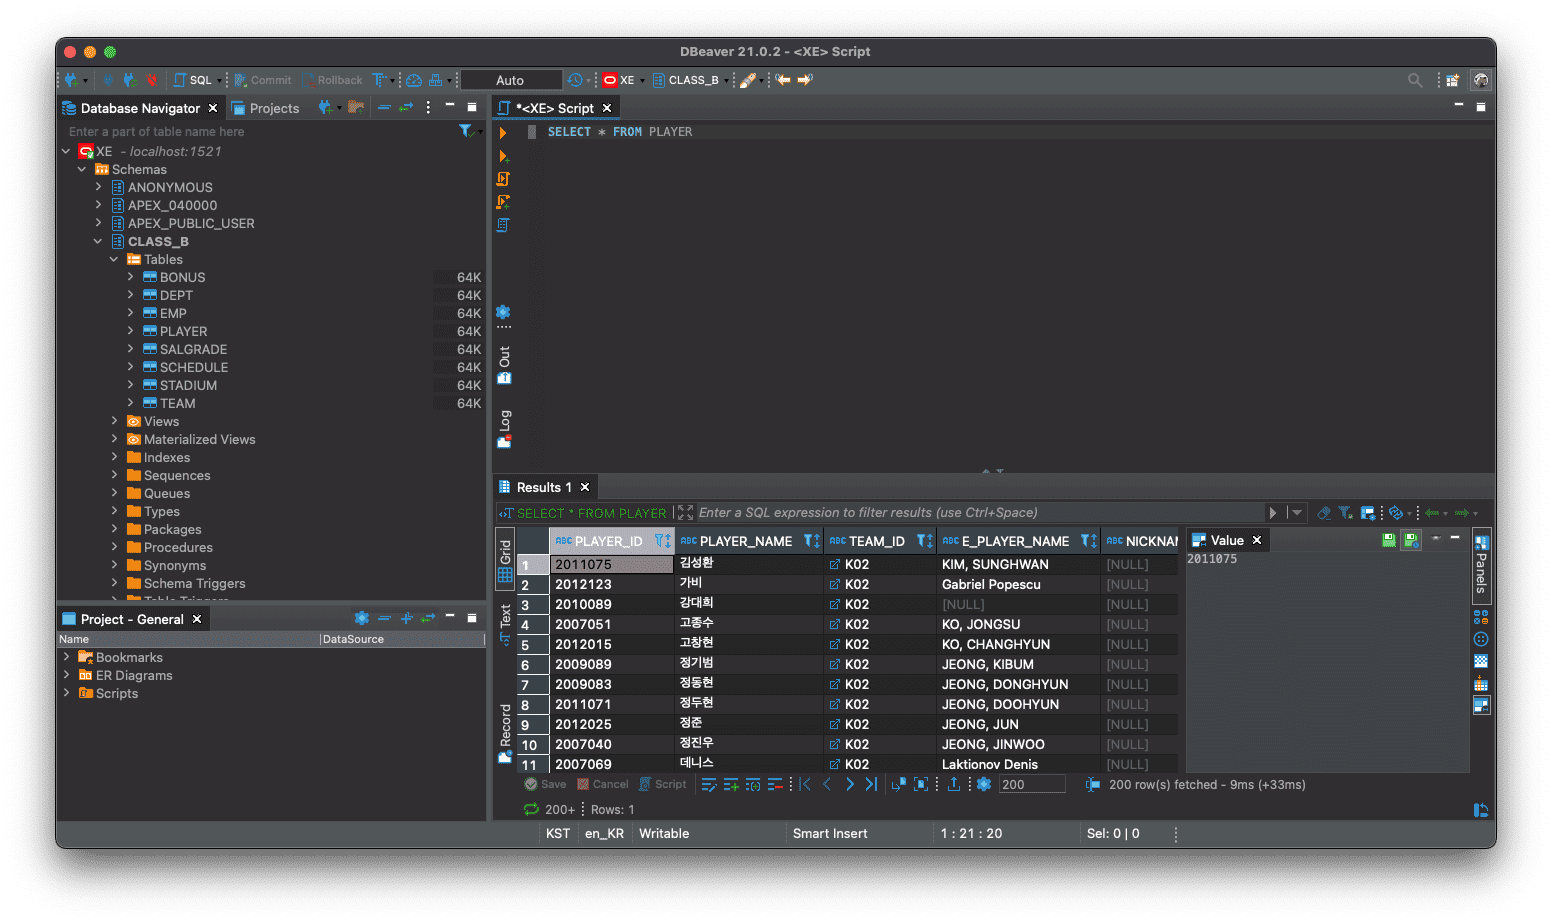 DBeaver 21.0.2 - <XE> Script
SQL Commit Rollback Auto XE CLASS_B
Database Navigator Projects
Enter a part of table name here
XE - localhost:1521
Schemas
ANONYMOUS
APEX_040000
APEX_PUBLIC_USER
CLASS_B
Tables
BONUS 64K
DEPT 64K
EMP 64K
PLAYER 64K
SALGRADE 64K
SCHEDULE 64K
STADIUM 64K
TEAM 64K
Views
Materialized Views
Indexes
Sequences
Queues
Types
Packages
Procedures
Synonyms
Schema Triggers
Table Triggers
Project - General
Name DataSource
Bookmarks
ER Diagrams
Scripts
*<XE> Script
SELECT * FROM PLAYER
Out
Log
Results 1
SELECT * FROM PLAYER Enter a SQL expression to filter results (use Ctrl+Space)
Grid
Text
Record
ABC PLAYER_ID ABC PLAYER_NAME ABC TEAM_ID ABC E_PLAYER_NAME ABC NICKNAM
1 2011075 김성환 K02 KIM, SUNGHWAN [NULL]
2 2012123 가비 K02 Gabriel Popescu [NULL]
3 2010089 강대희 K02 [NULL] [NULL]
4 2007051 고종수 K02 KO, JONGSU [NULL]
5 2012015 고창현 K02 KO, CHANGHYUN [NULL]
6 2009089 정기범 K02 JEONG, KIBUM [NULL]
7 2009083 정동현 K02 JEONG, DONGHYUN [NULL]
8 2011071 정두현 K02 JEONG, DOOHYUN [NULL]
9 2012025 정준 K02 JEONG, JUN [NULL]
10 2007040 정진우 K02 JEONG, JINWOO [NULL]
11 2007069 데니스 K02 Laktionov Denis [NULL]
Value
2011075
Panels
Save Cancel Script 200 200 row(s) fetched - 9ms (+33ms)
200+ Rows: 1
KST en_KR Writable Smart Insert 1 : 21 : 20 Sel: 0 | 0